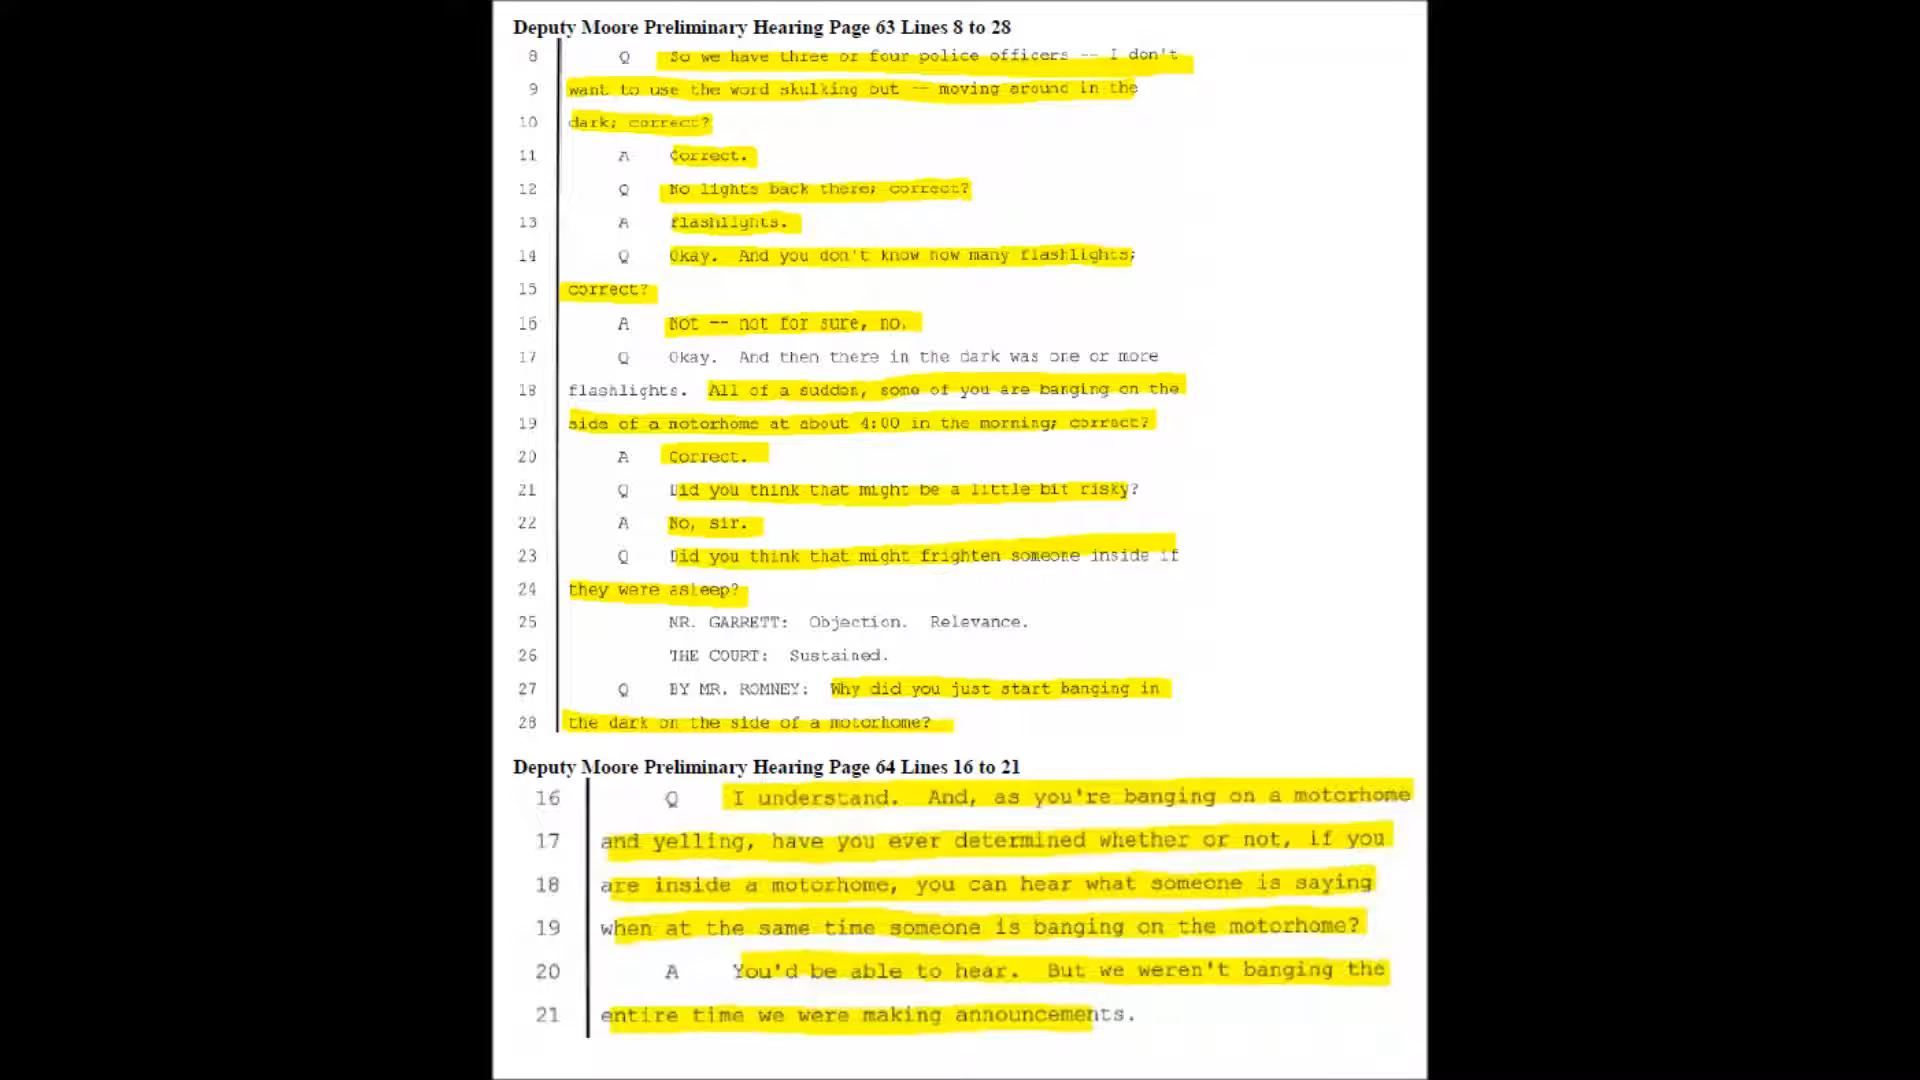 Deputy Moore Preliminary Hearing Page 63 Lines 8 to 28
8 Q So we have three or four police officers -- I don't
9 want to use the word skulking but -- moving around in the
10 dark; correct?
11 A Correct.
12 Q No lights back there; correct?
13 A flashlights.
14 Q Okay. And you don't know how many flashlights;
15 correct?
16 A Not -- not for sure, no.
17 Q Okay. And then there in the dark was one or more
18 flashlights. All of a sudden, some of you are banging on the
19 side of a motorhome at about 4:00 in the morning; correct?
20 A Correct.
21 Q Did you think that might be a little bit risky?
22 A No, sir.
23 Q Did you think that might frighten someone inside if
24 they were asleep?
25 MR. GARRETT: Objection. Relevance.
26 THE COURT: Sustained.
27 Q BY MR. ROMNEY: Why did you just start banging in
28 the dark on the side of a motorhome?
Deputy Moore Preliminary Hearing Page 64 Lines 16 to 21
16 Q I understand. And, as you're banging on a motorhome
17 and yelling, have you ever determined whether or not, if you
18 are inside a motorhome, you can hear what someone is saying
19 when at the same time someone is banging on the motorhome?
20 A You'd be able to hear. But we weren't banging the
21 entire time we were making announcements.